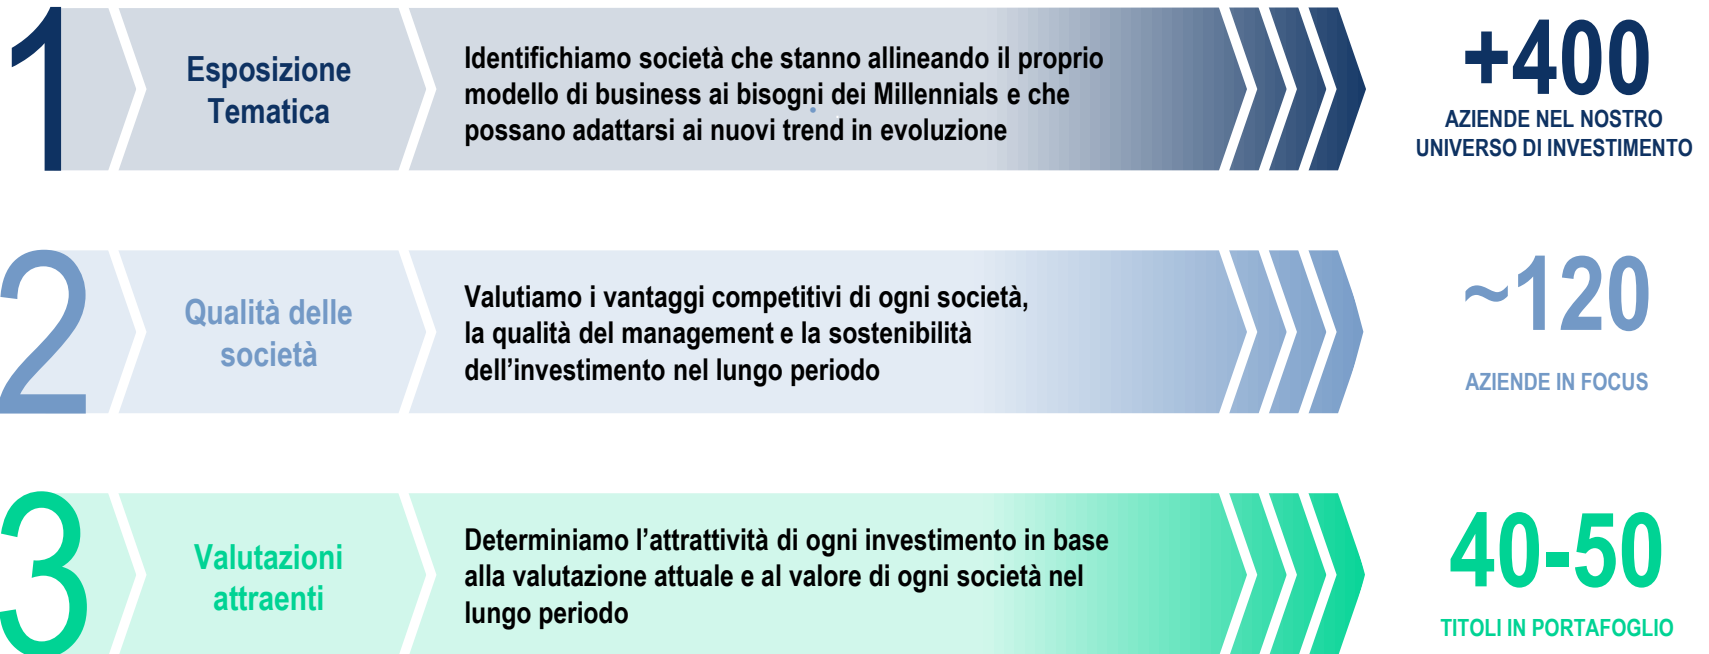 1
Esposizione
Tematica
Identifichiamo società che stanno allineando il proprio
modello di business ai bisogni dei Millennials e che
possano adattarsi ai nuovi trend in evoluzione
+400
AZIENDE NEL NOSTRO
UNIVERSO DI INVESTIMENTO
2
Qualità delle
società
Valutiamo i vantaggi competitivi di ogni società,
la qualità del management e la sostenibilità
dell’investimento nel lungo periodo
~120
AZIENDE IN FOCUS
3
Valutazioni
attraenti
Determiniamo l’attrattività di ogni investimento in base
alla valutazione attuale e al valore di ogni società nel
lungo periodo
40-50
TITOLI IN PORTAFOGLIO